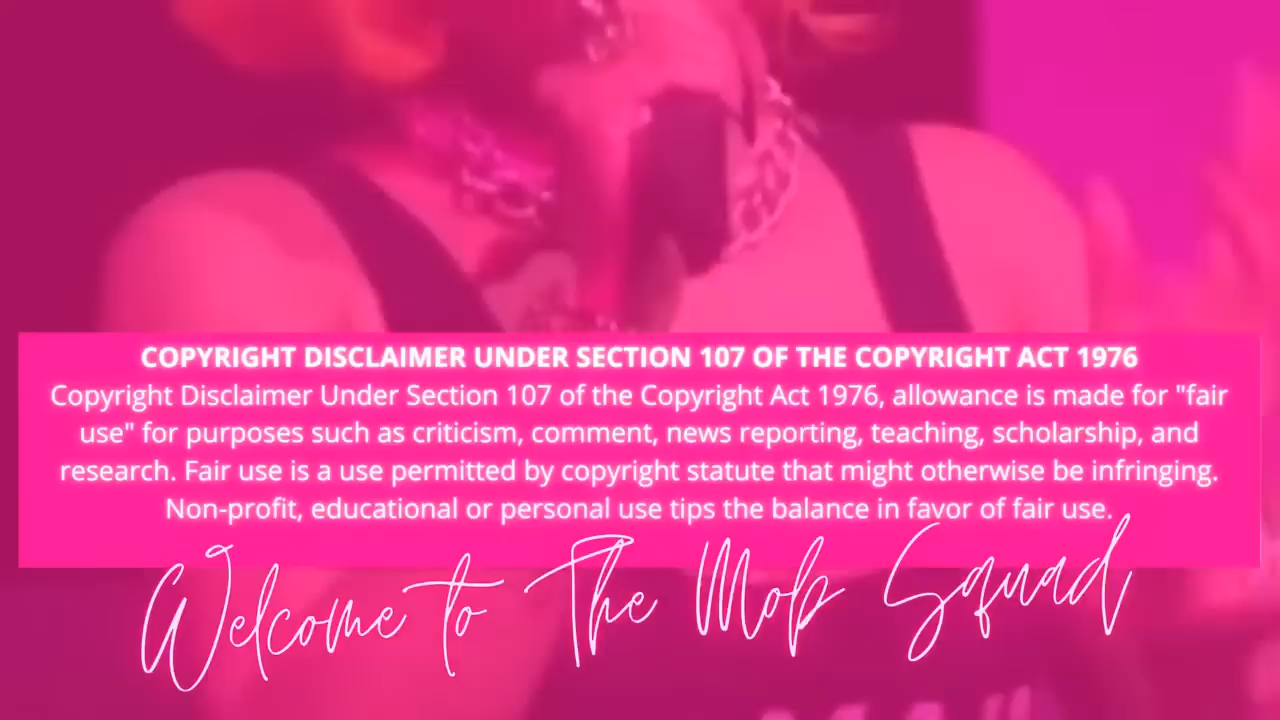 COPYRIGHT DISCLAIMER UNDER SECTION 107 OF THE COPYRIGHT ACT 1976
Copyright Disclaimer Under Section 107 of the Copyright Act 1976, allowance is made for "fair
use" for purposes such as criticism, comment, news reporting, teaching, scholarship, and
research. Fair use is a use permitted by copyright statute that might otherwise be infringing.
Non-profit, educational or personal use tips the balance in favor of fair use.
Welcome to The Mob Squad